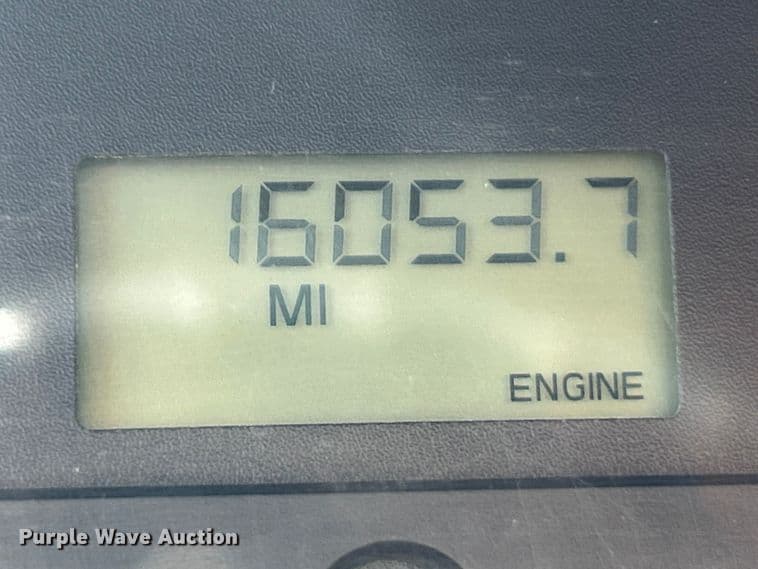 16053.7
MI
ENGINE
Purple Wave Auction